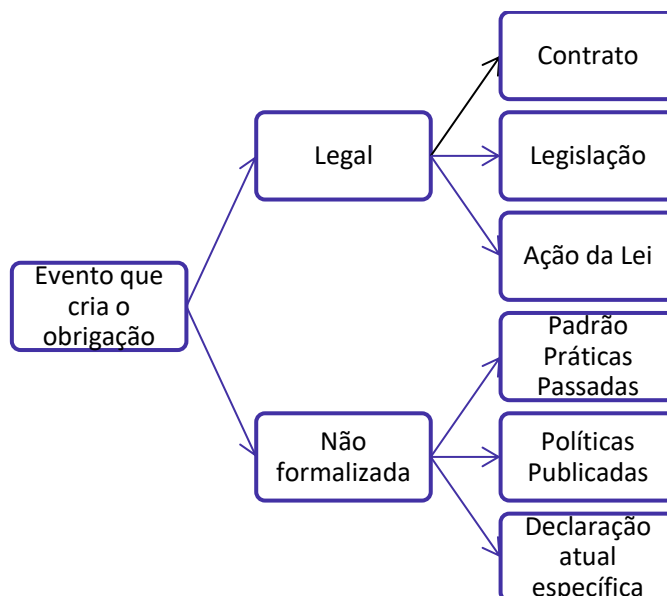 Contrato
Legal
Legislação
Ação da Lei
Evento que
cria o
obrigação
Padrão
Práticas
Passadas
Não
formalizada
Políticas
Publicadas
Declaração
atual
específica